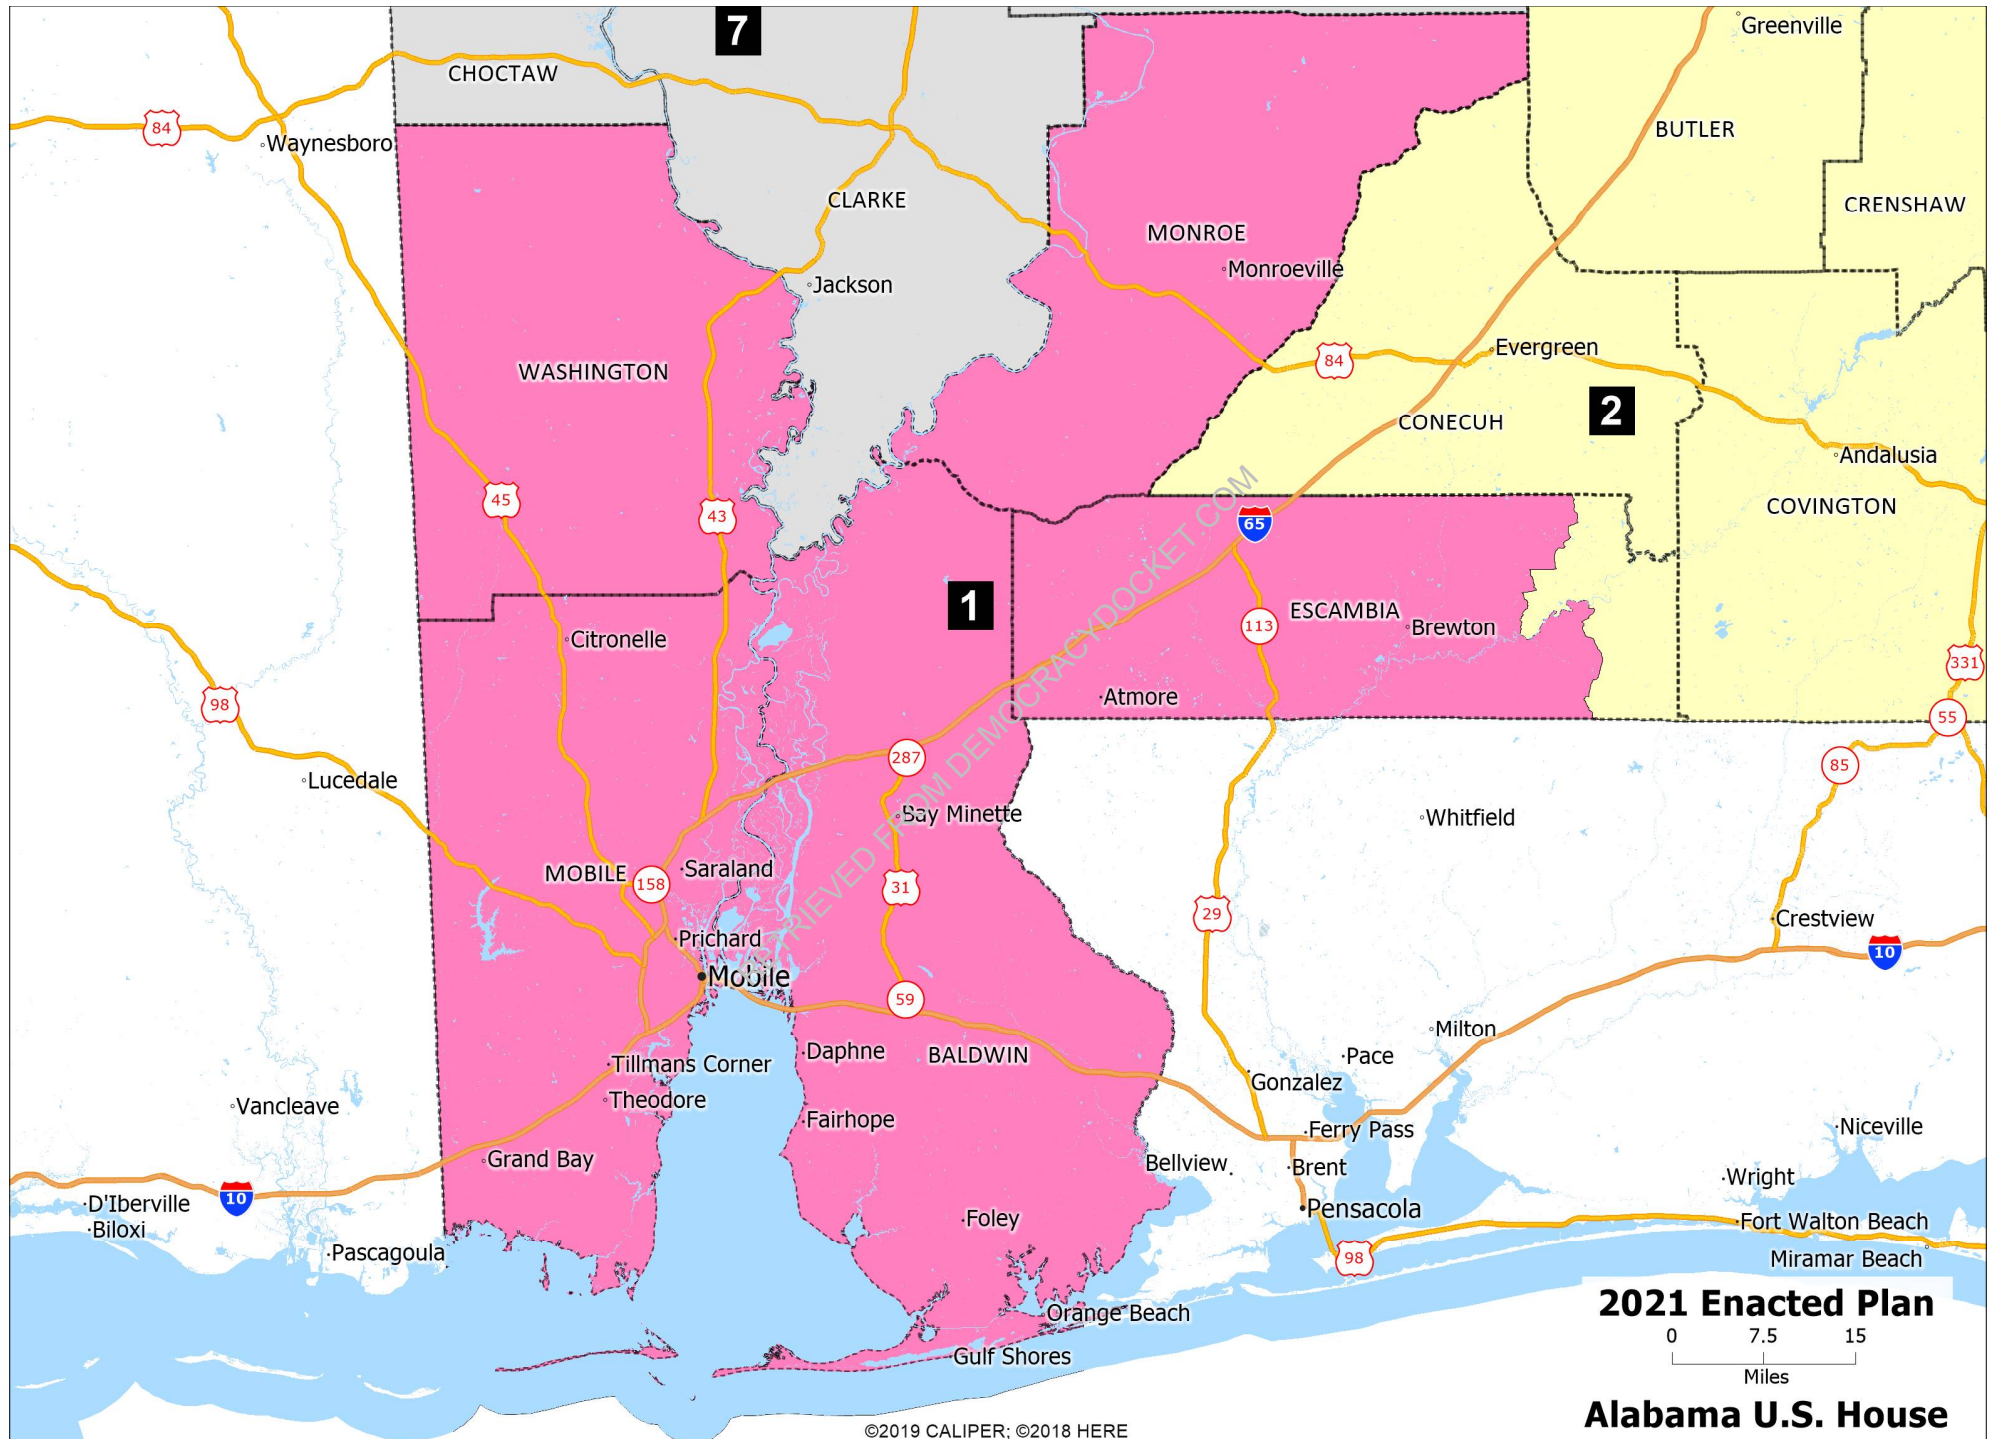 7
Greenville
CHOCTAW
84
Waynesboro
BUTLER
CLARKE
CRENSHAW
MONROE
Monroeville
Jackson
Evergreen
84
WASHINGTON
2
CONECUH
Andalusia
45
43
65
COVINGTON
1
ESCAMBIA
113
Brewton
Citronelle
331
98
Atmore
55
287
85
Lucedale
Bay Minette
Whitfield
MOBILE
158
Saraland
31
29
Crestview
Prichard
10
Mobile
59
Milton
Daphne
BALDWIN
Pace
Tillmans Corner
Gonzalez
Theodore
Vancleave
Fairhope
Ferry Pass
Niceville
Grand Bay
Bellview
Brent
Wright
10
D'Iberville
Pensacola
Biloxi
Foley
Fort Walton Beach
Pascagoula
98
Miramar Beach
Orange Beach
Gulf Shores
RETRIEVED FROM DEMOCRACYDOCKET.COM
2021 Enacted Plan
0 7.5 15
Miles
Alabama U.S. House
©2019 CALIPER; ©2018 HERE